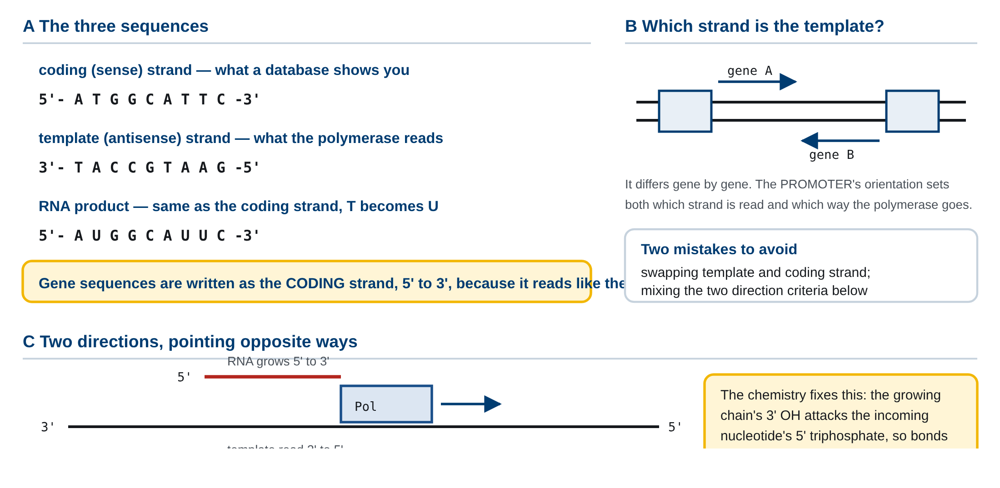 A The three sequences
coding (sense) strand — what a database shows you
5'- A T G G C A T T C -3'
template (antisense) strand — what the polymerase reads
3'- T A C C G T A A G -5'
RNA product — same as the coding strand, T becomes U
5'- A U G G C A U U C -3'
Gene sequences are written as the CODING strand, 5' to 3', because it reads like the
B Which strand is the template?
gene A
gene B
It differs gene by gene. The PROMOTER's orientation sets
both which strand is read and which way the polymerase goes.
Two mistakes to avoid
swapping template and coding strand;
mixing the two direction criteria below
C Two directions, pointing opposite ways
RNA grows 5' to 3'
5'
Pol
3'
5'
template read 3' to 5'
The chemistry fixes this: the growing
chain's 3' OH attacks the incoming
nucleotide's 5' triphosphate, so bonds